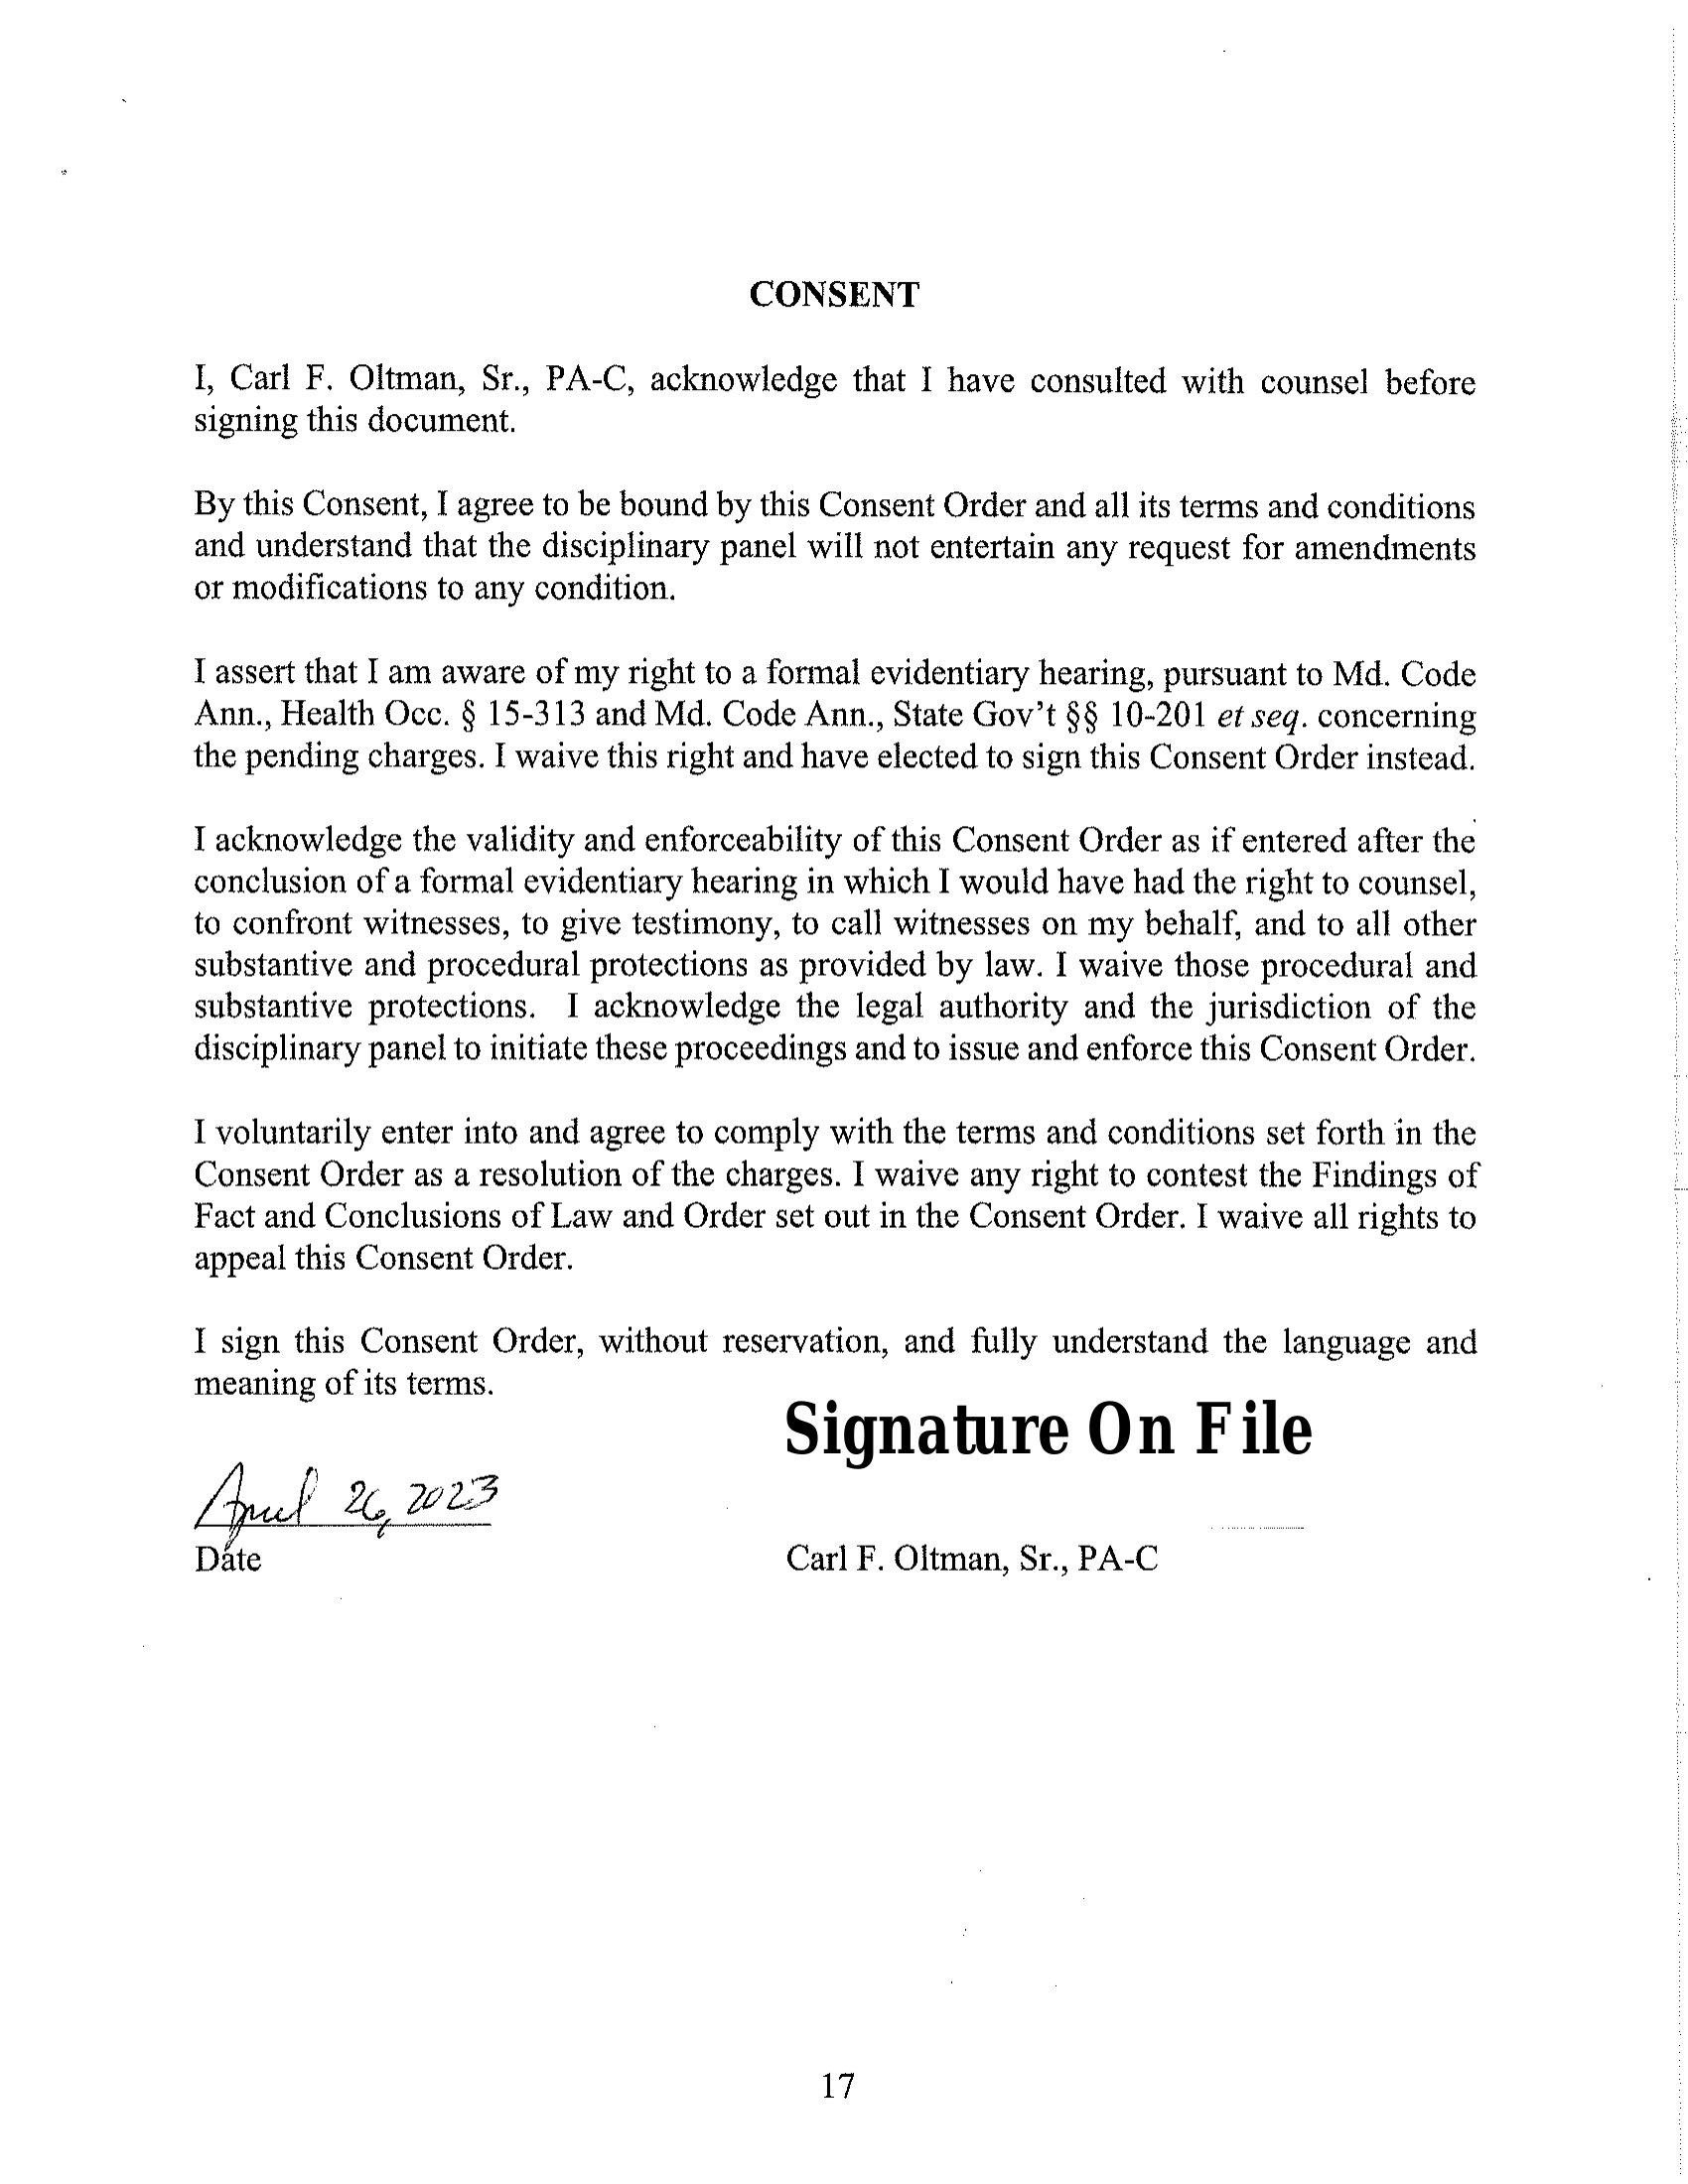 CONSENT
I, Carl F. Oltman, Sr., PA-C, acknowledge that I have consulted with counsel before
signing this document.
By this Consent, I agree to be bound by this Consent Order and all its terms and conditions
and understand that the disciplinary panel will not entertain any request for amendments
or modifications to any condition.
I assert that I am aware of my right to a formal evidentiary hearing, pursuant to Md. Code
Ann., Health Occ. § 15-313 and Md. Code Ann., State Gov't §§ 10-201 et seq. concerning
the pending charges. I waive this right and have elected to sign this Consent Order instead.
I acknowledge the validity and enforceability of this Consent Order as if entered after the
conclusion of a formal evidentiary hearing in which I would have had the right to counsel,
to confront witnesses, to give testimony, to call witnesses on my behalf, and to all other
substantive and procedural protections as provided by law. I waive those procedural and
substantive protections. I acknowledge the legal authority and the jurisdiction of the
disciplinary panel to initiate these proceedings and to issue and enforce this Consent Order.
I voluntarily enter into and agree to comply with the terms and conditions set forth in the
Consent Order as a resolution of the charges. I waive any right to contest the Findings of
Fact and Conclusions of Law and Order set out in the Consent Order. I waive all rights to
appeal this Consent Order.
I sign this Consent Order, without reservation, and fully understand the language and
meaning of its terms.
Signature On File
April 26, 2023
Date
Carl F. Oltman, Sr., PA-C
17